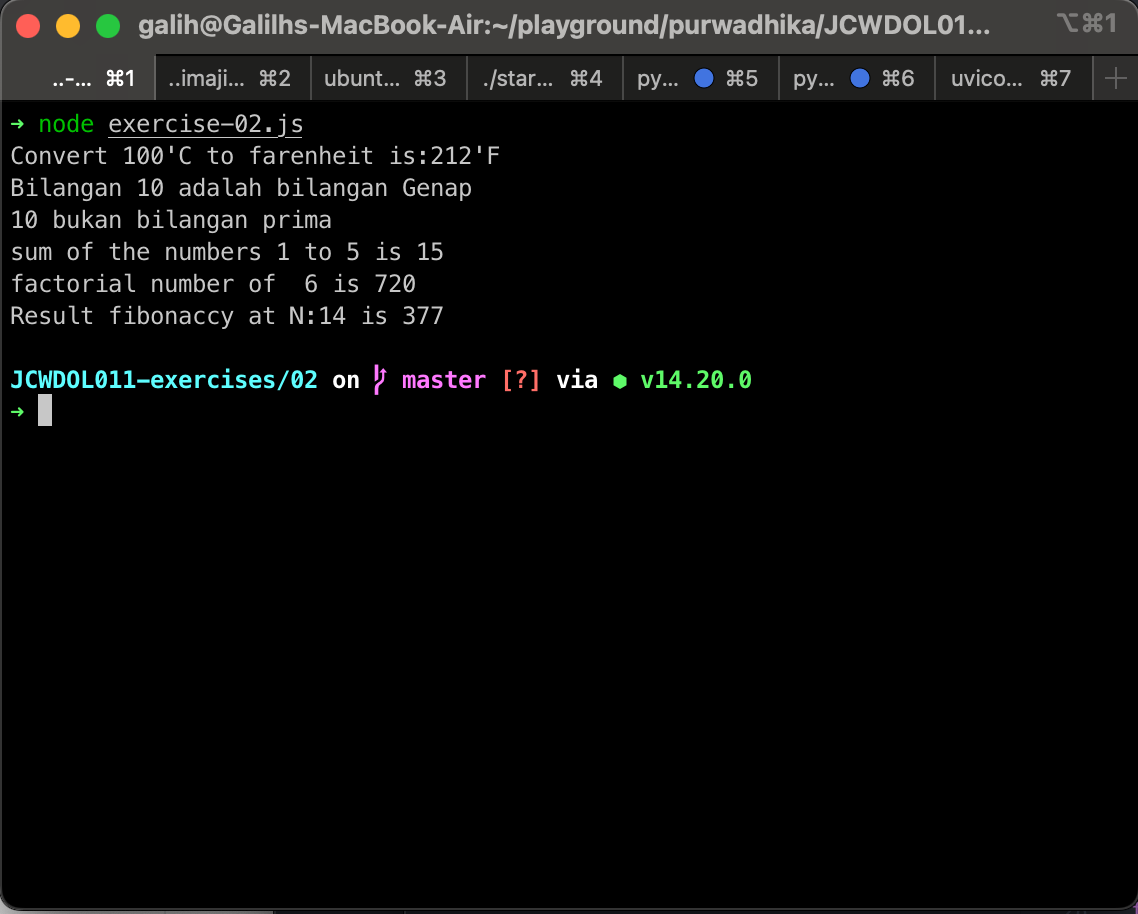 galih@Galilhs-MacBook-Air:~/playground/purwadhika/JCWDOL01... ⌥⌘1
..-... ⌘1 ..imaji... ⌘2 ubunt... ⌘3 ./star... ⌘4 py... ⌘5 py... ⌘6 uvico... ⌘7
➜ node exercise-02.js
Convert 100'C to farenheit is:212'F
Bilangan 10 adalah bilangan Genap
10 bukan bilangan prima
sum of the numbers 1 to 5 is 15
factorial number of  6 is 720
Result fibonaccy at N:14 is 377
JCWDOL011-exercises/02 on master [?] via ⬢ v14.20.0
➜